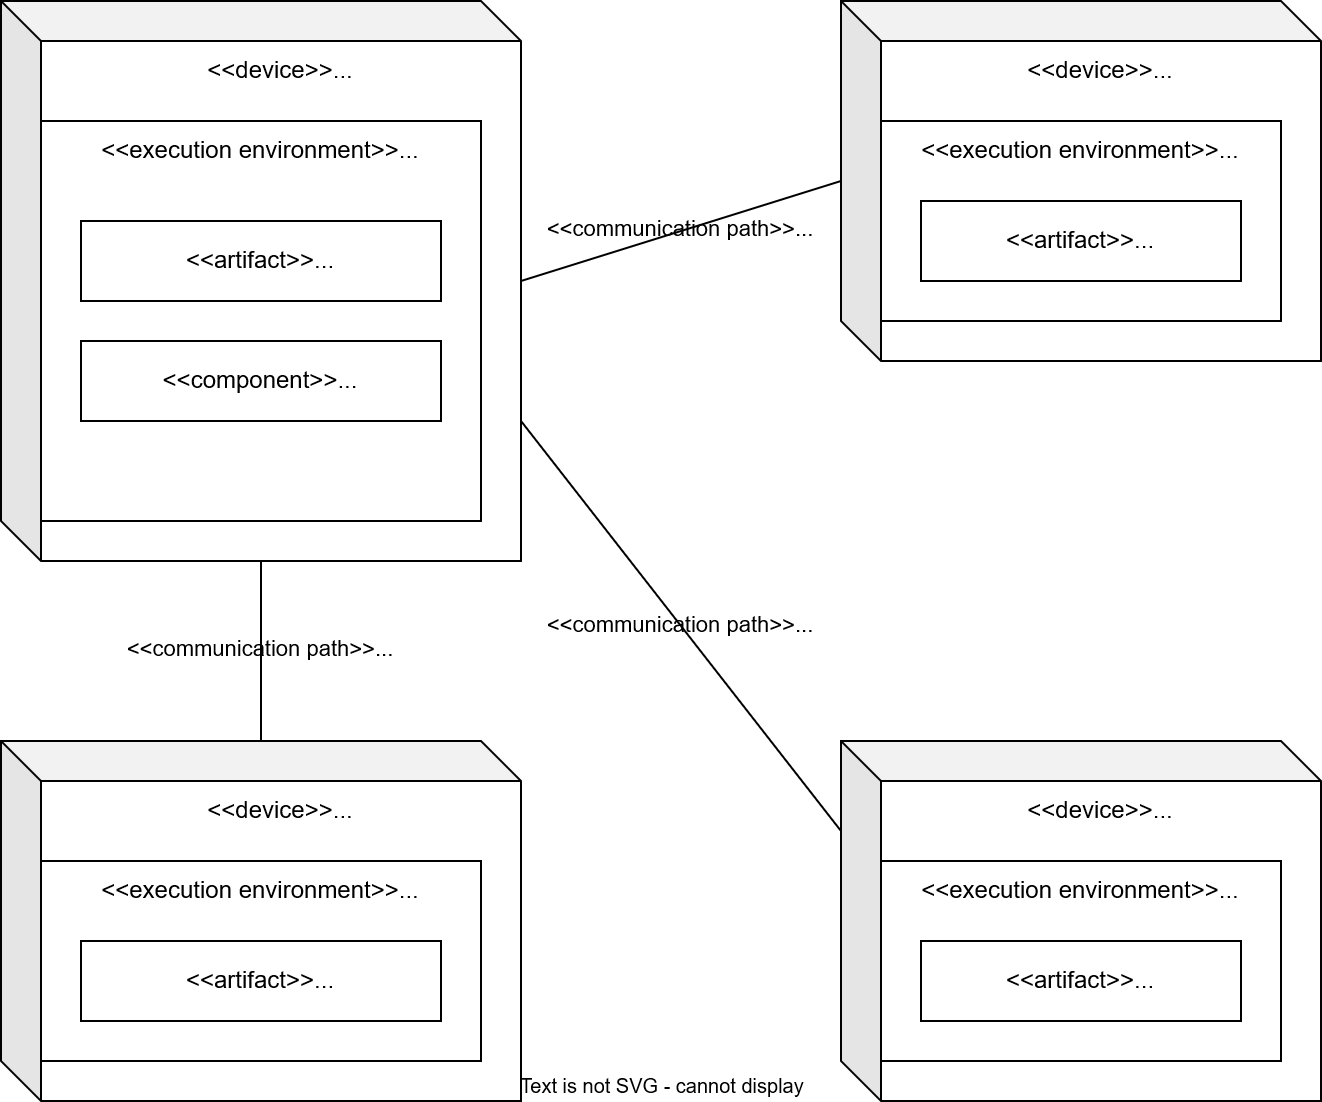 <<device>>...
<<execution environment>>...
<<artifact>>...
<<component>>...
<<communication path>>...
<<device>>...
<<execution environment>>...
<<artifact>>...
<<communication path>>...
<<communication path>>...
<<device>>...
<<execution environment>>...
<<artifact>>...
<<device>>...
<<execution environment>>...
<<artifact>>...
Text is not SVG - cannot display